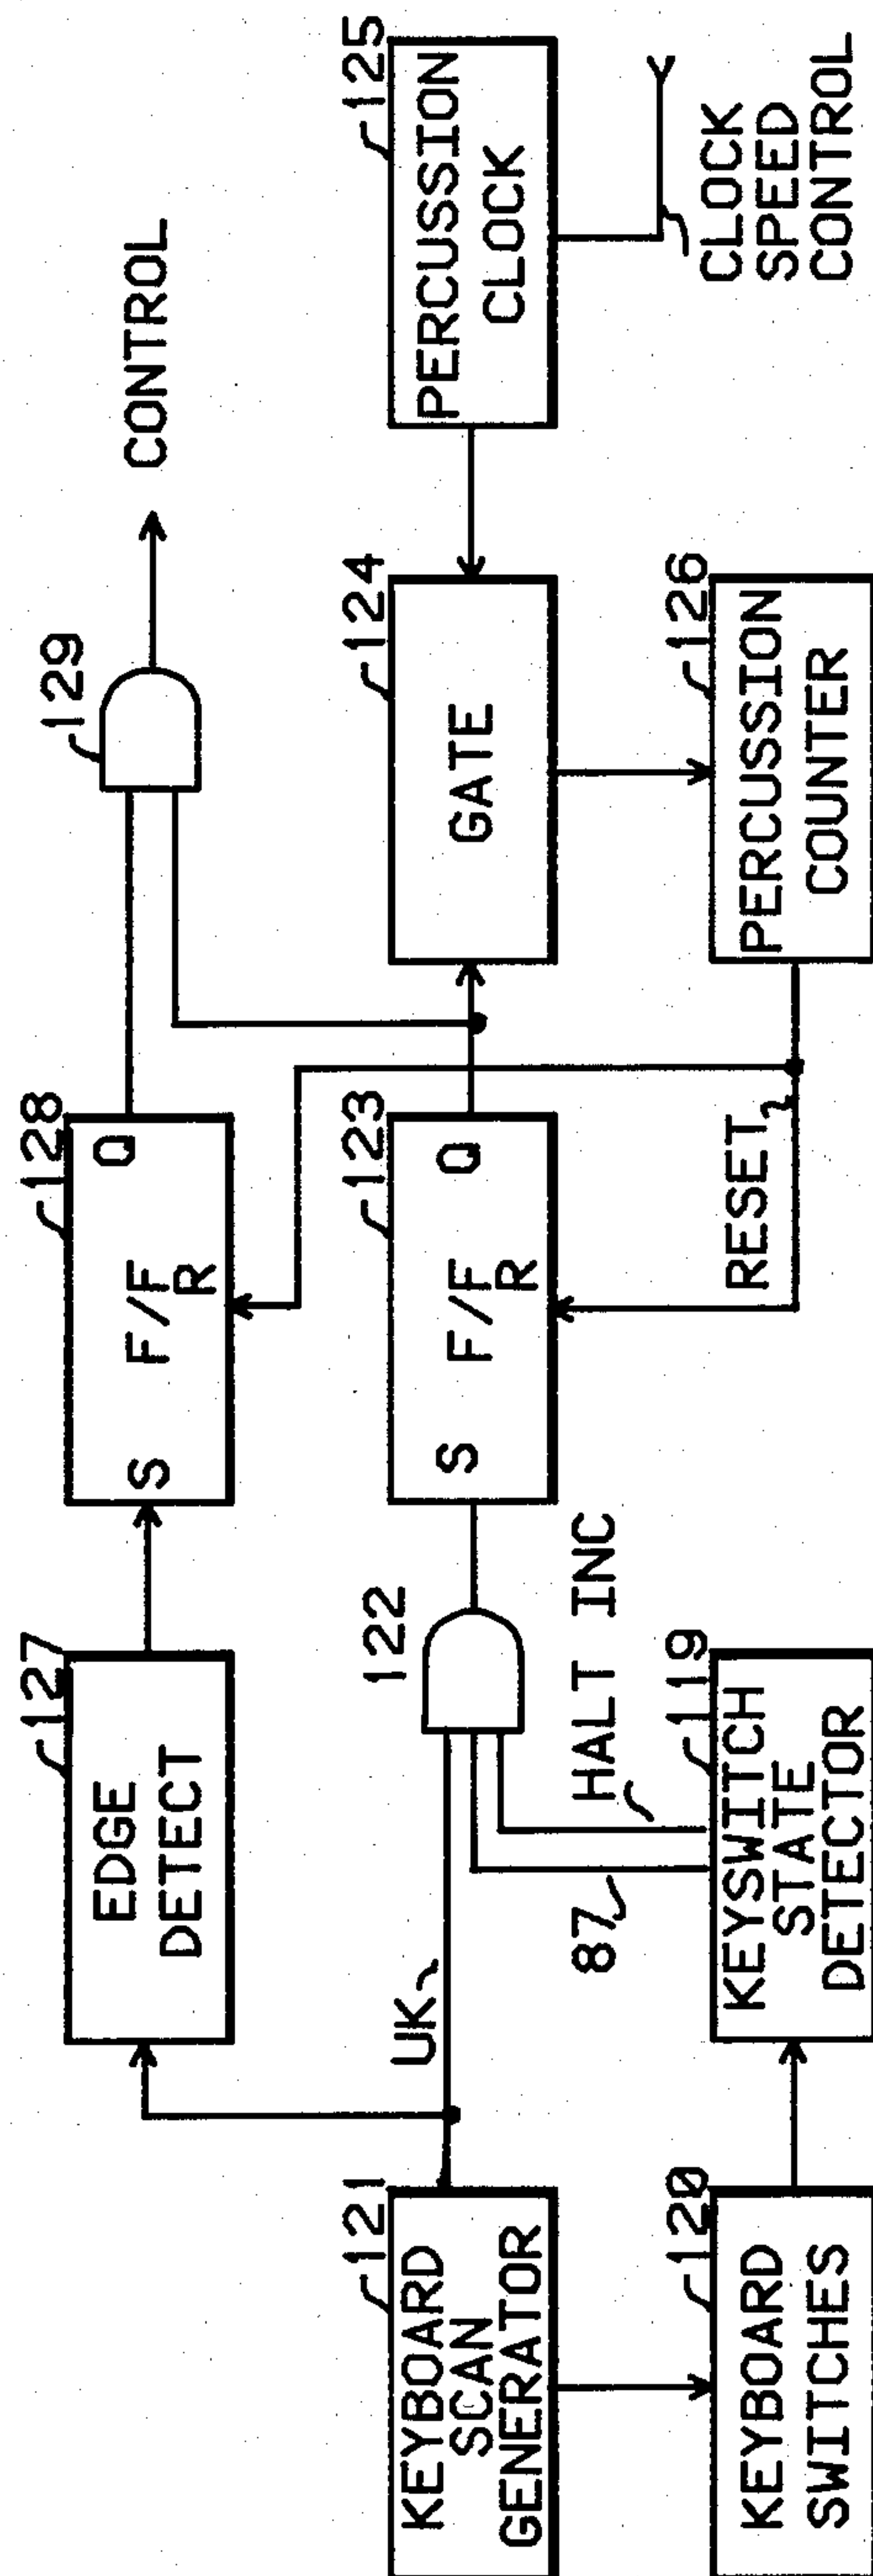 127
EDGE
DETECT
128
S
F/F
R
Q
129
CONTROL
121
KEYBOARD
SCAN
GENERATOR
UK
122
123
S
F/F
R
Q
124
GATE
125
PERCUSSION
CLOCK
87
HALT INC
RESET
CLOCK
SPEED
CONTROL
120
KEYBOARD
SWITCHES
119
KEYSWITCH
STATE
DETECTOR
126
PERCUSSION
COUNTER